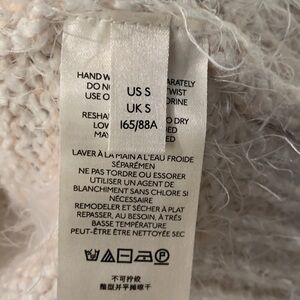 HAND W
ARATELY
DO NO
TWIST
USE O
ORINE
RESHA
O DRY
LOW
ED
MAY
ED
US S
UK S
165/88A
LAVER À LA MAIN A L'EAU FROIDE
SÉPARÉMEN
NE PAS TORDRE OU ESSORER
UTILISER UN AGENT DE
BLANCHIMENT SANS CHLORE SI
NÉCESSAIRE
REMODELER ET SÉCHER À PLAT
REPASSER, AU BESOIN, À TRÈS
BASSE TEMPÉRATURE
PEUT-ÊTRE ÊTRE NETTOYÉE SEC
不可拧绞
整型并平摊晾干